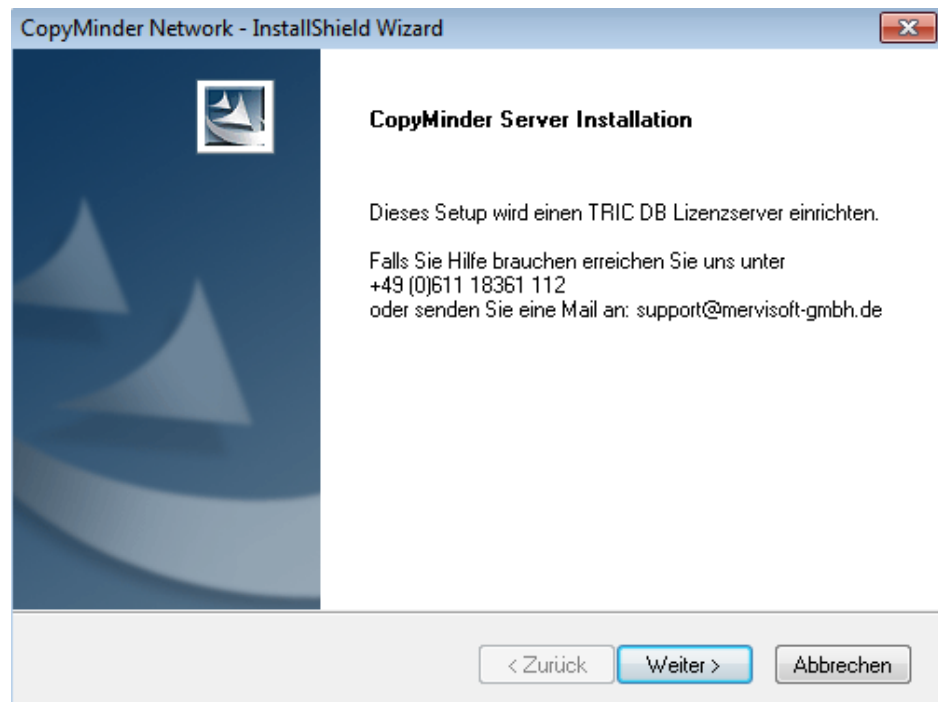 CopyMinder Network - InstallShield Wizard
CopyMinder Server Installation
Dieses Setup wird einen TRIC DB Lizenzserver einrichten.
Falls Sie Hilfe brauchen erreichen Sie uns unter
+49 (0)611 18361 112
oder senden Sie eine Mail an: support@mervisoft-gmbh.de
< Zurück
Weiter >
Abbrechen